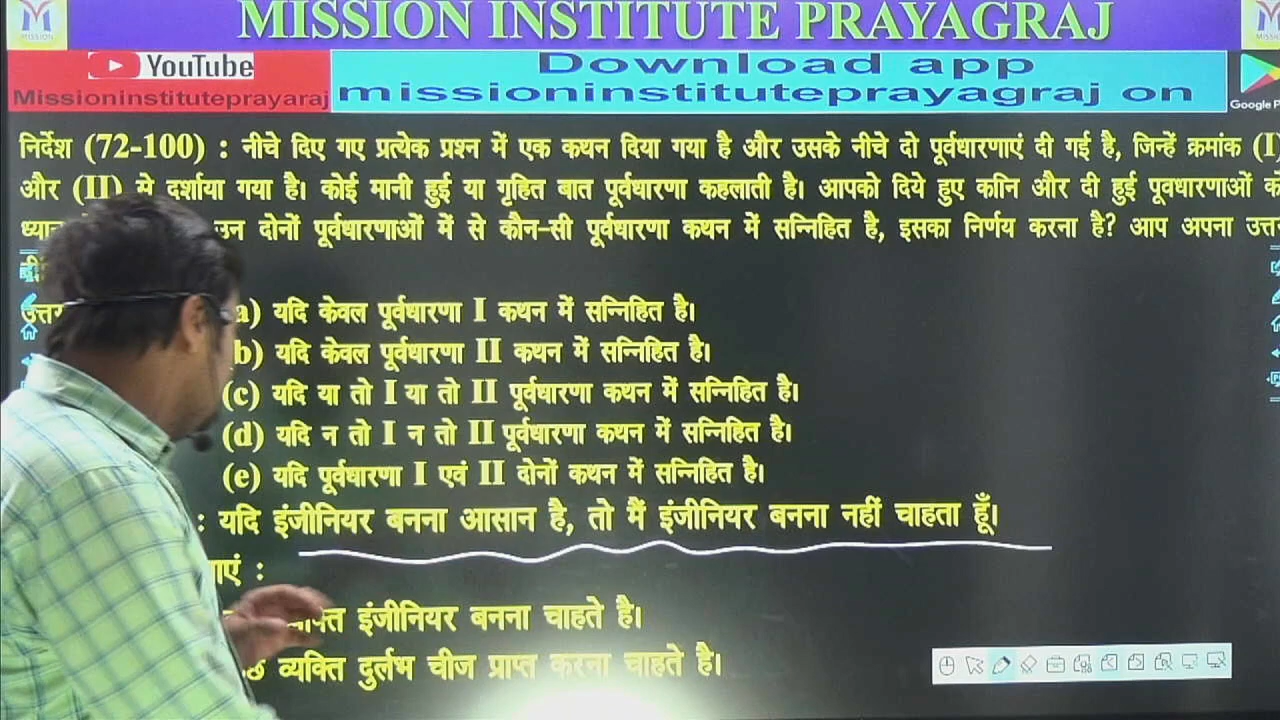 MISSION INSTITUTE PRAYAGRAJ
MISSION
YouTube
Missioninstituteprayaraj
Download app
missioninstituteprayagraj on
Google P
निर्देश (72-100) : नीचे दिए गए प्रत्येक प्रश्न में एक कथन दिया गया है और उसके नीचे दो पूर्वधारणाएं दी गई है, जिन्हें क्रमांक (I)
और (II) से दर्शाया गया है। कोई मानी हुई या गृहित बात पूर्वधारणा कहलाती है। आपको दिये हुए कनि और दी हुई पूवधारणाओं
उन दोनों पूर्वधारणाओं में से कौन-सी पूर्वधारणा कथन में सन्निहित है, इसका निर्णय करना है? आप अपना
a) यदि केवल पूर्वधारणा I कथन में सन्निहित है।
b) यदि केवल पूर्वधारणा II कथन में सन्निहित है।
(c) यदि या तो I या तो II पूर्वधारणा कथन में सन्निहित है।
(d) यदि न तो I न तो II पूर्वधारणा कथन में सन्निहित है।
(e) यदि पूर्वधारणा I एवं II दोनों कथन में सन्निहित है।
: यदि इंजीनियर बनना आसान है, तो मैं इंजीनियर बनना नहीं चाहता हूँ।
:
इंजीनियर बनना चाहते है।
व्यक्ति दुर्लभ चीज प्राप्त करना चाहते है।